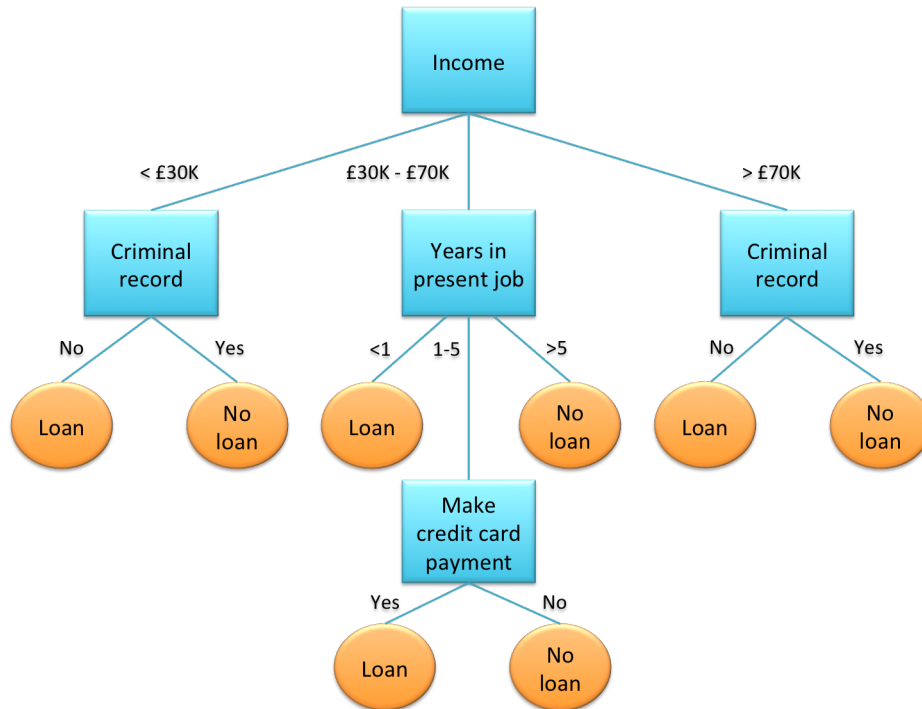 Income
< £30K
£30K - £70K
> £70K
Criminal
record
Years in
present job
Criminal
record
No
Yes
<1
1-5
>5
No
Yes
Loan
No
loan
Loan
No
loan
Loan
No
loan
Make
credit card
payment
Yes
No
Loan
No
loan